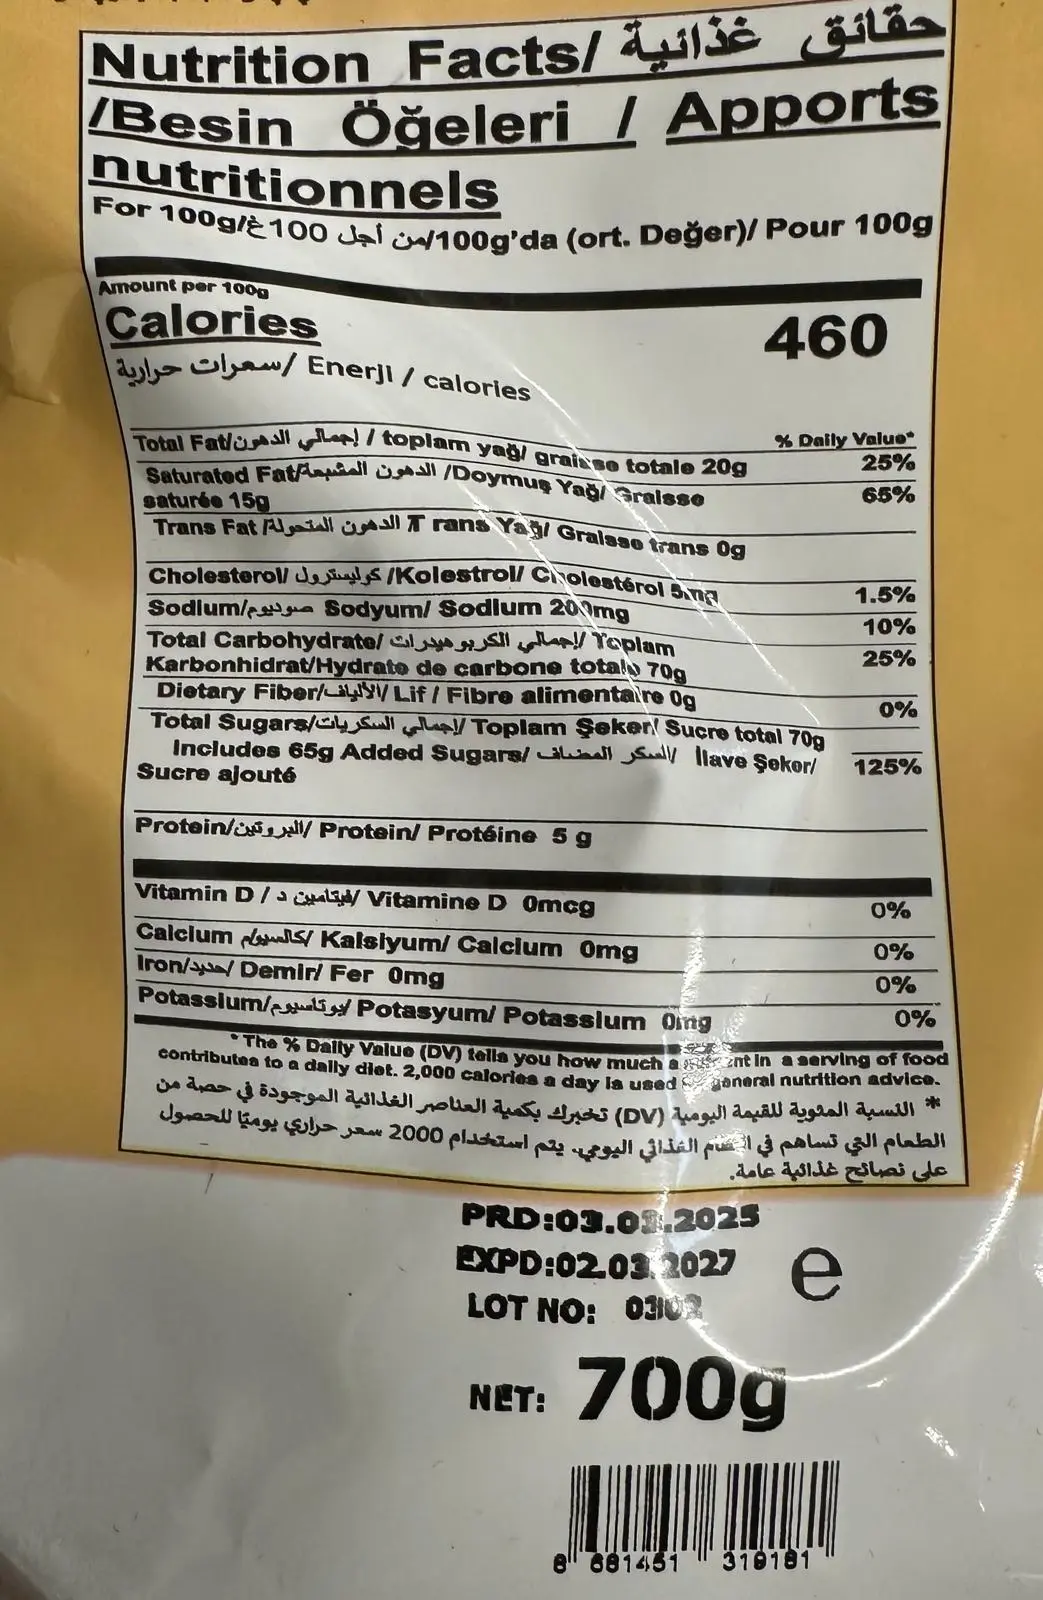 Nutrition Facts/ حقائق غذائية
/Besin Öğeleri / Apports
nutritionnels
For 100g/من أجل 100غ/100g'da (ort. Değer)/ Pour 100g
Amount per 100g
Calories 460
سعرات حرارية/ Enerji / calories
% Daily Value*
Total Fat/إجمالي الدهون / toplam yağ/ graisse totale 20g 25%
Saturated Fat/الدهون المشبعة /Doymuş Yağ/ Graisse 65%
saturée 15g
Trans Fat /الدهون المتحولة/ Trans Yağ/ Graisse trans 0g
Cholesterol/ كوليسترول /Kolestrol/ Cholestérol 5mg 1.5%
Sodium/صوديوم Sodyum/ Sodium 200mg 10%
Total Carbohydrate/ إجمالي الكربوهيدرات/ Toplam 25%
Karbonhidrat/Hydrate de carbone totale 70g
Dietary Fiber/الألياف/ Lif / Fibre alimentaire 0g 0%
Total Sugars/إجمالي السكريات/ Toplam Şeker/ Sucre total 70g
Includes 65g Added Sugars/ السكر المضاف/ İlave Şeker/ 125%
Sucre ajouté
Protein/البروتين/ Protein/ Protéine 5 g
Vitamin D / فيتامين د/ Vitamine D 0mcg 0%
Calcium كالسيوم/ Kalsiyum/ Calcium 0mg 0%
Iron/حديد/ Demir/ Fer 0mg 0%
Potassium/بوتاسيوم/ Potasyum/ Potassium 0mg 0%
* The % Daily Value (DV) tells you how much a in a serving of food
contributes to a daily diet. 2,000 calories a day is used general nutrition advice.
* النسبة المئوية للقيمة اليومية (DV) تخبرك بكمية العناصر الغذائية الموجودة في حصة من
الطعام التي تساهم في الغذائي اليومي. يتم استخدام 2000 سعر حراري يوميًا للحصول
على نصائح غذائية عامة.
PRD:03.03.2025
EXPD:02.03.2027 e
LOT NO:
NET: 700g
8 681451 319181